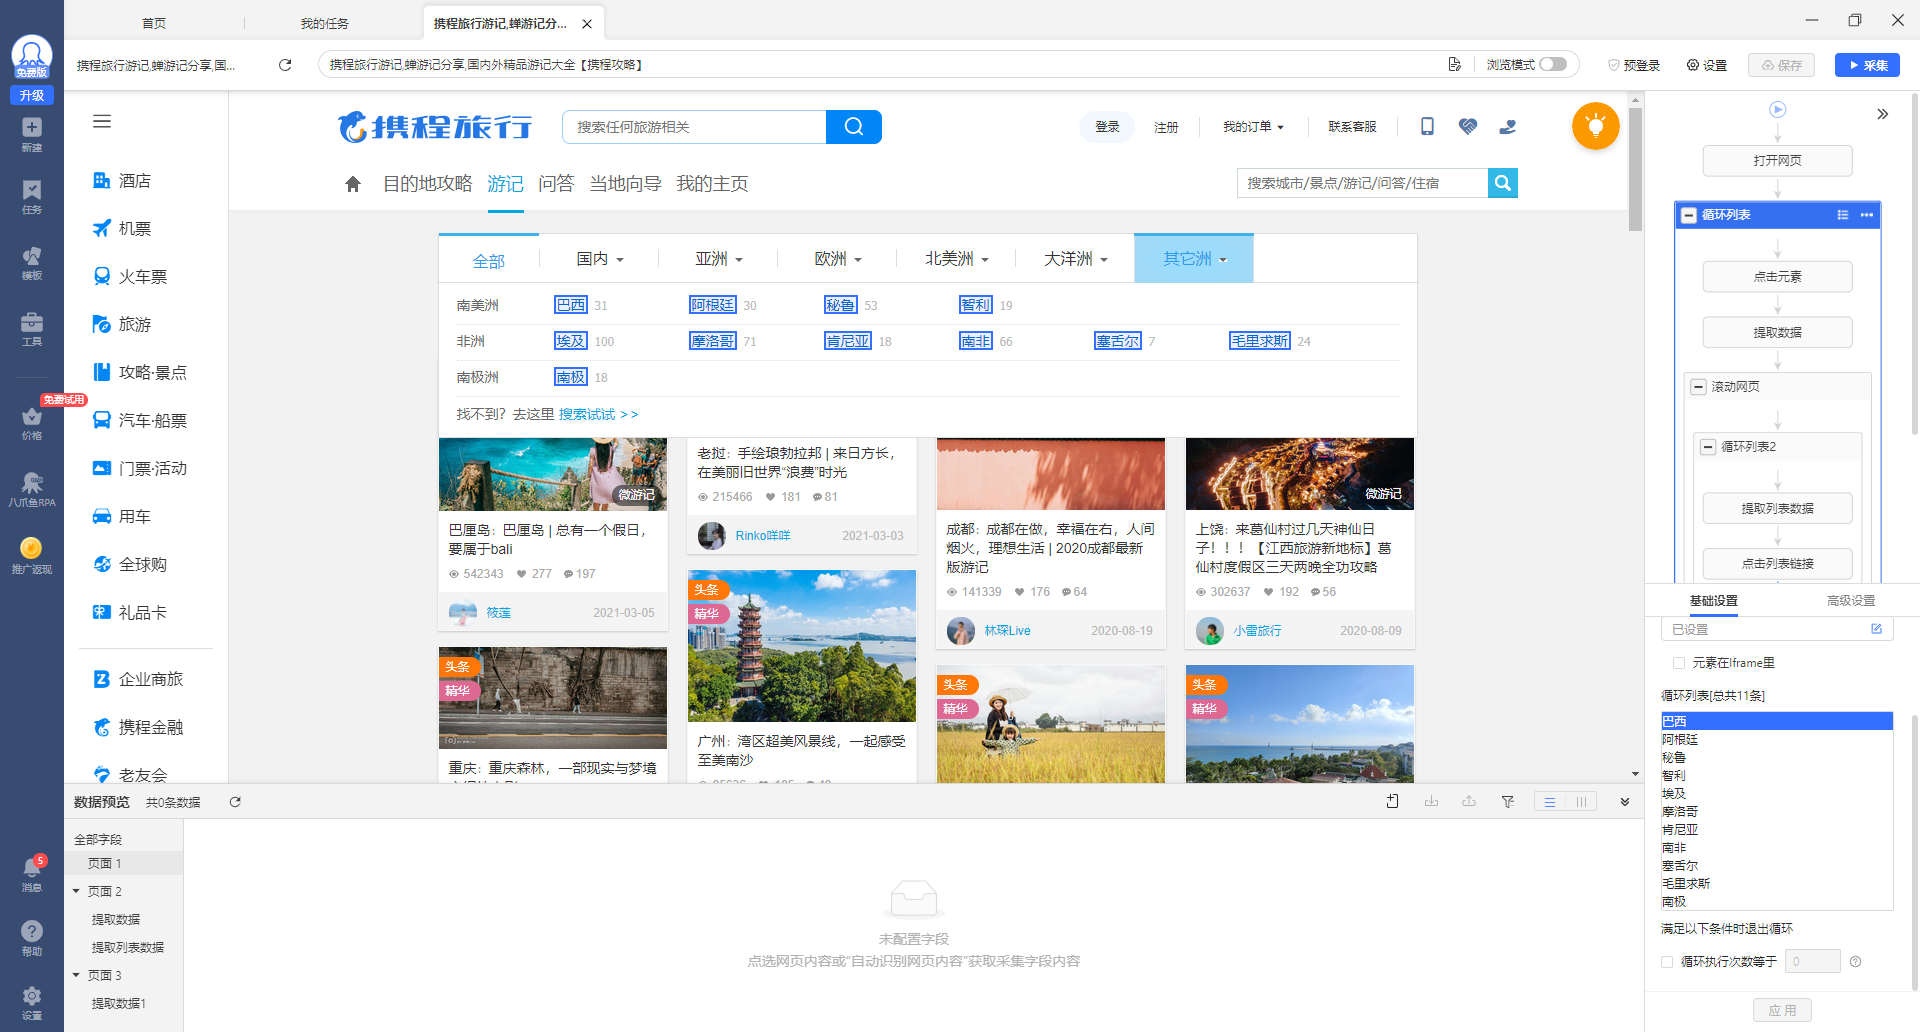 首页
我的任务
携程旅行游记,蝉游记分...
免费版
升级
新建
任务
模板
工具
免费试用
价格
八爪鱼RPA
推广返现
5
消息
帮助
设置
携程旅行游记,蝉游记分享,国...
携程旅行游记,蝉游记分享,国内外精品游记大全【携程攻略】
浏览模式
预登录
设置
保存
采集
酒店
机票
火车票
旅游
攻略·景点
汽车·船票
门票·活动
用车
全球购
礼品卡
企业商旅
携程金融
老友会
携程旅行
搜索任何旅游相关
登录
注册
我的订单
联系客服
目的地攻略
游记
问答
当地向导
我的主页
搜索城市/景点/游记/问答/住宿
全部
国内
亚洲
欧洲
北美洲
大洋洲
其它洲
南美洲 巴西 31 阿根廷 30 秘鲁 53 智利 19
非洲 埃及 100 摩洛哥 71 肯尼亚 18 南非 66 塞舌尔 7 毛里求斯 24
南极洲 南极 18
找不到? 去这里 搜索试试 >>
微游记
巴厘岛：巴厘岛 | 总有一个假日，
要属于bali
542343 277 197
筱莲 2021-03-05
头条
精华
重庆：重庆森林，一部现实与梦境
老挝：手绘琅勃拉邦 | 来日方长，
在美丽旧世界“浪费”时光
215466 181 81
Rinko咩咩 2021-03-03
头条
精华
广州：湾区超美风景线，一起感受
至美南沙
成都：成都在做，幸福在右，人间
烟火，理想生活 | 2020成都最新
版游记
141339 176 64
林琛Live 2020-08-19
头条
精华
微游记
上饶：来葛仙村过几天神仙日
子！！！【江西旅游新地标】葛
仙村度假区三天两晚全功攻略
302637 192 56
小雷旅行 2020-08-09
头条
精华
打开网页
循环列表
点击元素
提取数据
滚动网页
循环列表2
提取列表数据
点击列表链接
基础设置
高级设置
已设置
元素在Iframe里
循环列表[总共11条]
巴西
阿根廷
秘鲁
智利
埃及
摩洛哥
肯尼亚
南非
塞舌尔
毛里求斯
南极
满足以下条件时退出循环
循环执行次数等于 0
应 用
数据预览 共0条数据
全部字段
页面 1
页面 2
提取数据
提取列表数据
页面 3
提取数据1
未配置字段
点选网页内容或“自动识别网页内容”获取采集字段内容